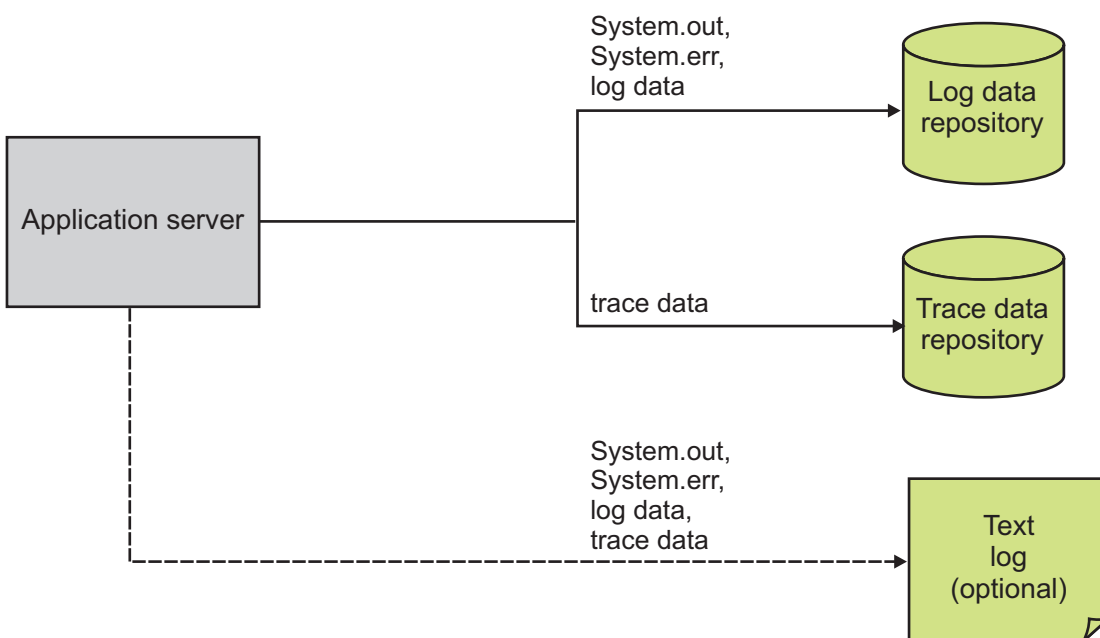 System.out,
System.err,
log data
Log data
repository
Application server
trace data
Trace data
repository
System.out,
System.err,
log data,
trace data
Text
log
(optional)